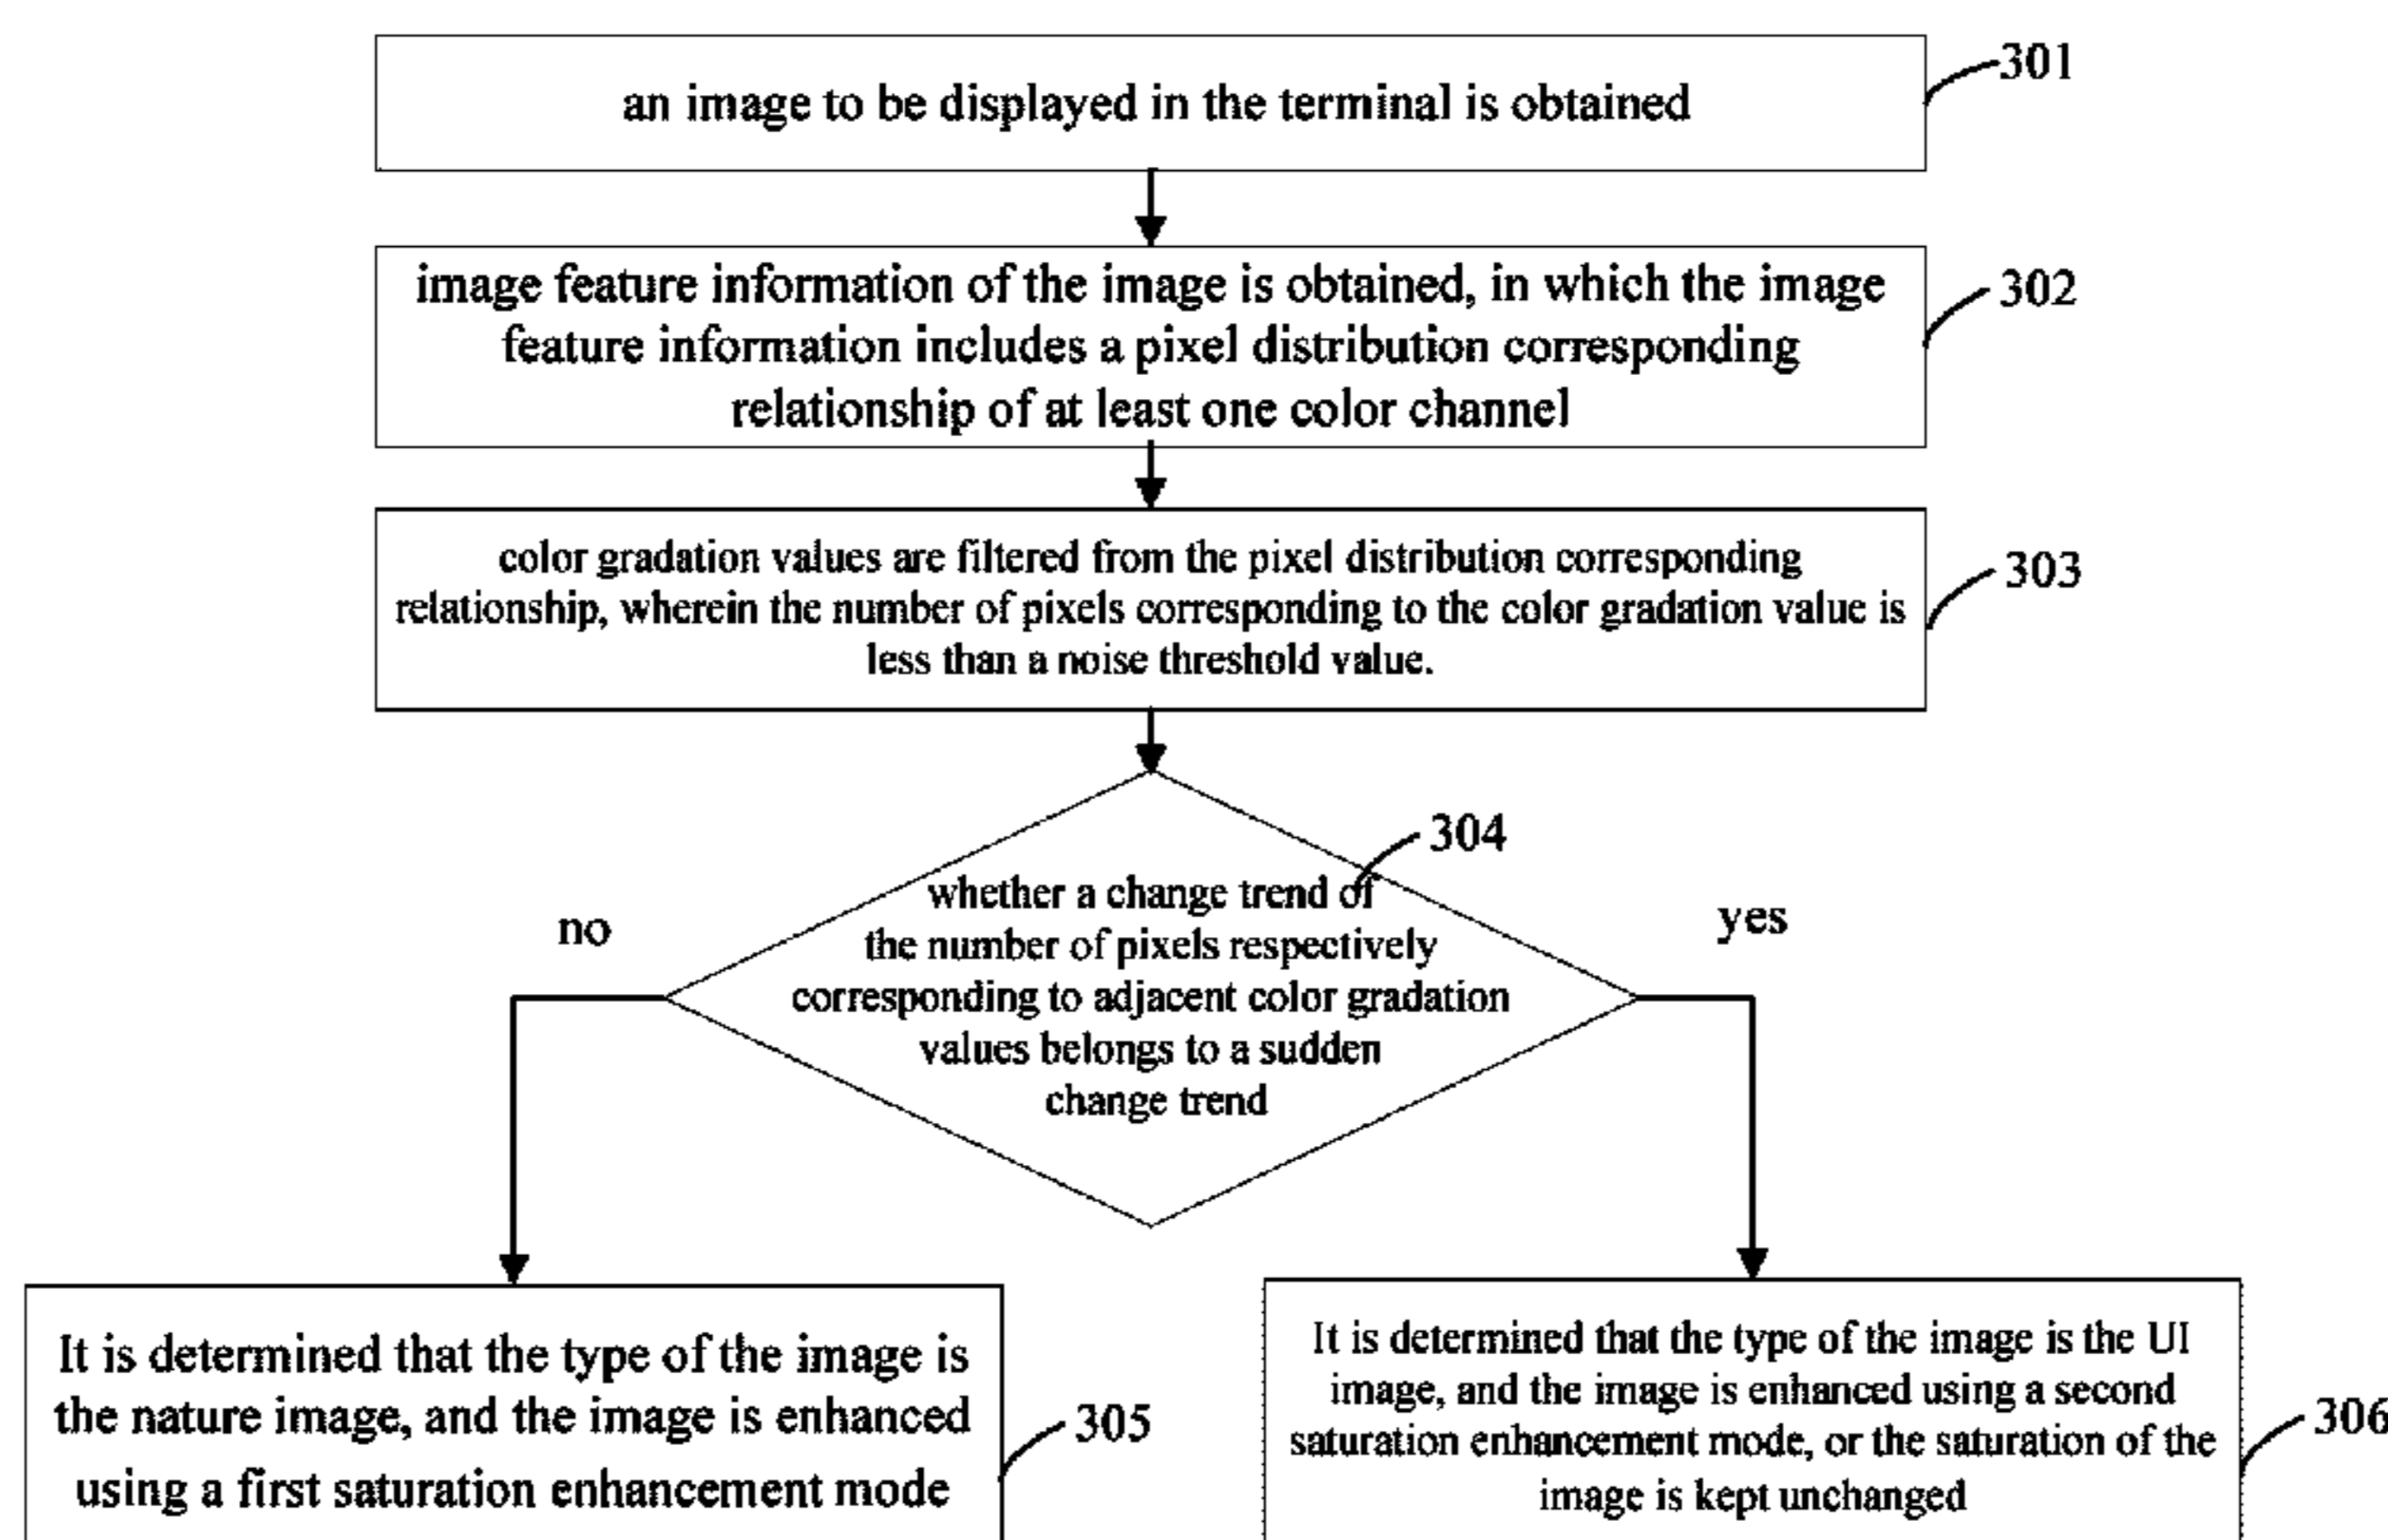 an image to be displayed in the terminal is obtained
301
image feature information of the image is obtained, in which the image
feature information includes a pixel distribution corresponding
relationship of at least one color channel
302
color gradation values are filtered from the pixel distribution corresponding
relationship, wherein the number of pixels corresponding to the color gradation value is
less than a noise threshold value.
303
304
whether a change trend of
the number of pixels respectively
corresponding to adjacent color gradation
values belongs to a sudden
change trend
no
yes
It is determined that the type of the image is
the nature image, and the image is enhanced
using a first saturation enhancement mode
305
It is determined that the type of the image is the UI
image, and the image is enhanced using a second
saturation enhancement mode, or the saturation of the
image is kept unchanged
306